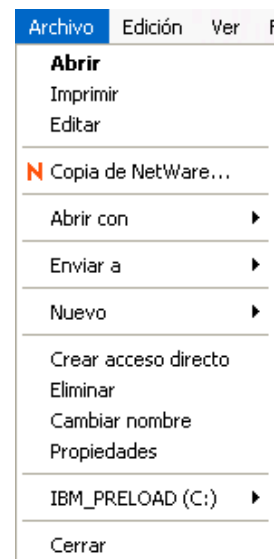 Archivo Edición Ver
Abrir
Imprimir
Editar
N Copia de NetWare...
Abrir con
Enviar a
Nuevo
Crear acceso directo
Eliminar
Cambiar nombre
Propiedades
IBM_PRELOAD (C:)
Cerrar